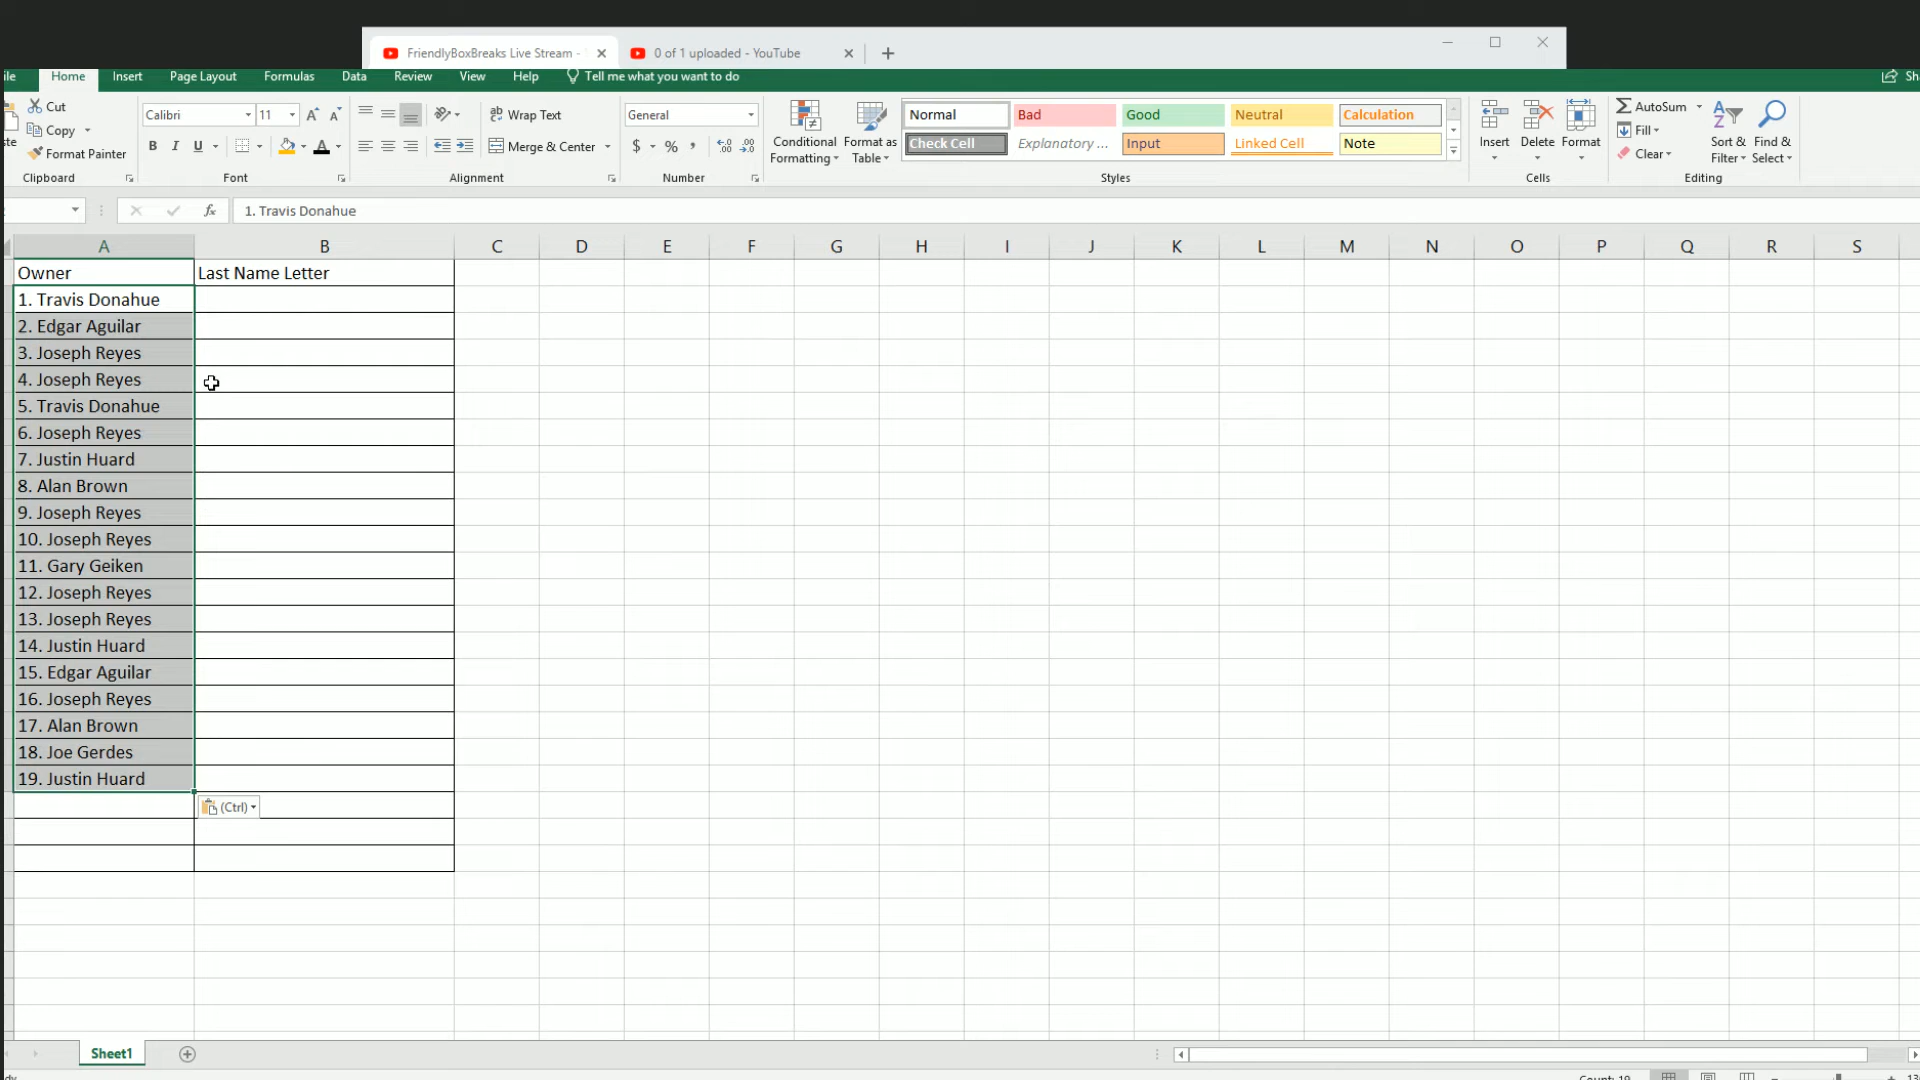 FriendlyBoxBreaks Live Stream -
0 of 1 uploaded - YouTube
Home Insert Page Layout Formulas Data Review View Help Tell me what you want to do
Cut
Copy
Format Painter
Clipboard
Calibri 11
B I U
Font
Wrap Text
Merge & Center
Alignment
General
$ % ,
Number
Conditional Formatting
Format as Table
Normal Bad Good Neutral Calculation
Check Cell Explanatory ... Input Linked Cell Note
Styles
Insert Delete Format
Cells
AutoSum
Fill
Clear
Sort & Filter
Find & Select
Editing
fx 1. Travis Donahue
A B C D E F G H I J K L M N O P Q R S
Owner Last Name Letter
1. Travis Donahue
2. Edgar Aguilar
3. Joseph Reyes
4. Joseph Reyes
5. Travis Donahue
6. Joseph Reyes
7. Justin Huard
8. Alan Brown
9. Joseph Reyes
10. Joseph Reyes
11. Gary Geiken
12. Joseph Reyes
13. Joseph Reyes
14. Justin Huard
15. Edgar Aguilar
16. Joseph Reyes
17. Alan Brown
18. Joe Gerdes
19. Justin Huard
(Ctrl)
Sheet1